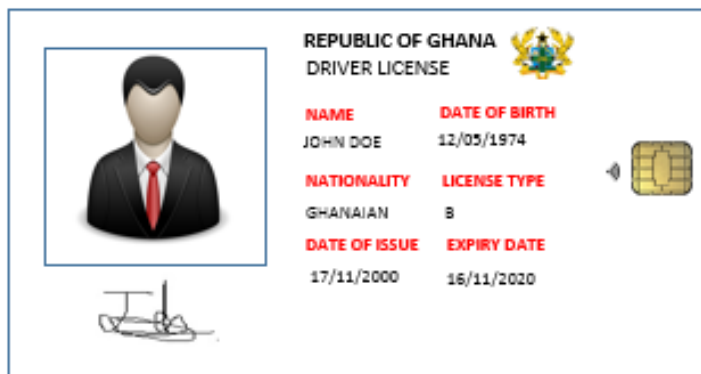 REPUBLIC OF GHANA
DRIVER LICENSE
NAME DATE OF BIRTH
JOHN DOE 12/05/1974
NATIONALITY LICENSE TYPE
GHANAIAN B
DATE OF ISSUE EXPIRY DATE
17/11/2000 16/11/2020